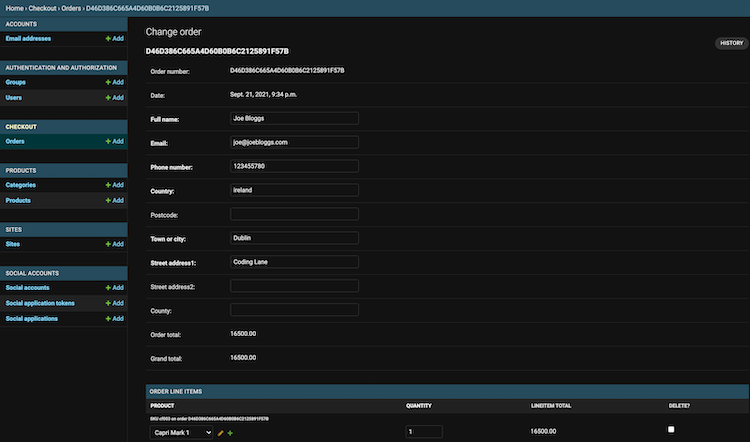 Home › Checkout › Orders › D46D386C665A4D60B0B6C2125891F57B
ACCOUNTS
Email addresses + Add
AUTHENTICATION AND AUTHORIZATION
Groups + Add
Users + Add
CHECKOUT
Orders + Add
PRODUCTS
Categories + Add
Products + Add
SITES
Sites + Add
SOCIAL ACCOUNTS
Social accounts + Add
Social application tokens + Add
Social applications + Add
Change order
D46D386C665A4D60B0B6C2125891F57B
HISTORY
Order number: D46D386C665A4D60B0B6C2125891F57B
Date: Sept. 21, 2021, 9:34 p.m.
Full name: Joe Bloggs
Email: joe@joebloggs.com
Phone number: 123455780
Country: ireland
Postcode:
Town or city: Dublin
Street address1: Coding Lane
Street address2:
County:
Order total: 16500.00
Grand total: 16500.00
ORDER LINE ITEMS
PRODUCT QUANTITY LINEITEM TOTAL DELETE?
SKU cf003 on order D46D386C665A4D60B0B6C2125891F57B
Capri Mark 1 1 16500.00